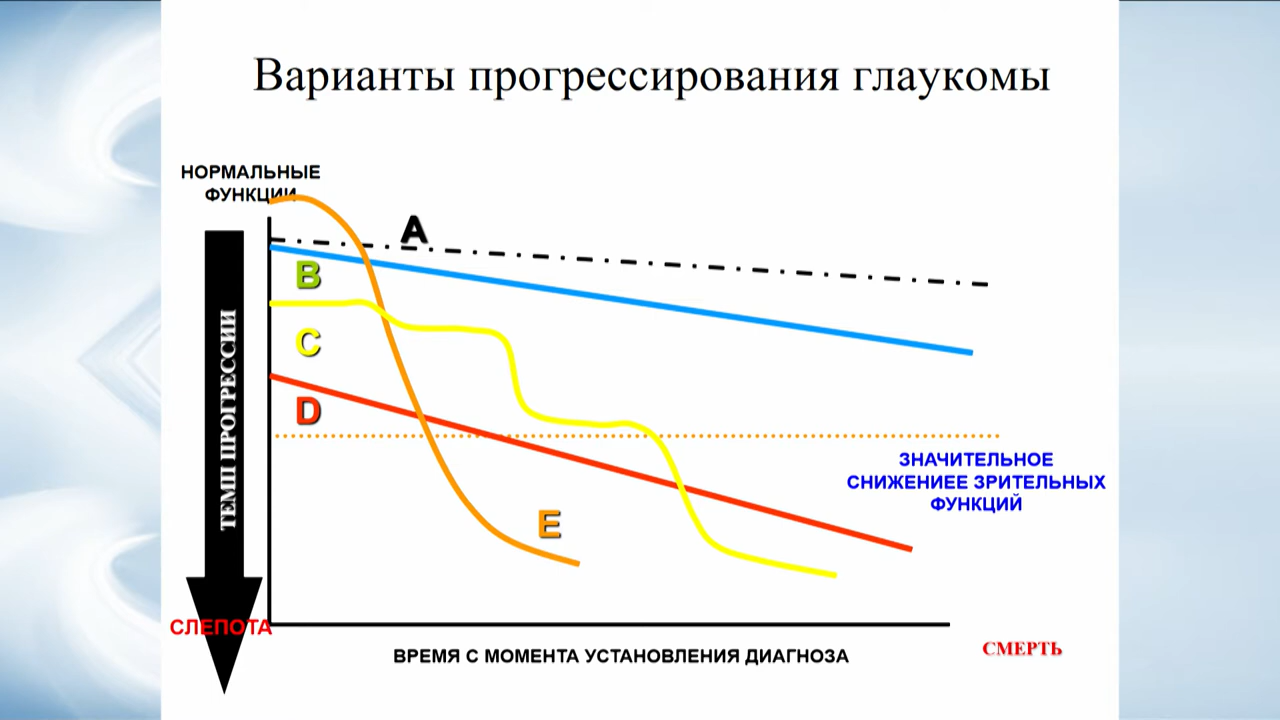 Варианты прогрессирования глаукомы
НОРМАЛЬНЫЕ
ФУНКЦИИ
A
B
C
D
E
ТЕМП ПРОГРЕССИИ
ЗНАЧИТЕЛЬНОЕ
СНИЖЕНИЕЕ ЗРИТЕЛЬНЫХ
ФУНКЦИЙ
СЛЕПОТА
ВРЕМЯ С МОМЕНТА УСТАНОВЛЕНИЯ ДИАГНОЗА
СМЕРТЬ